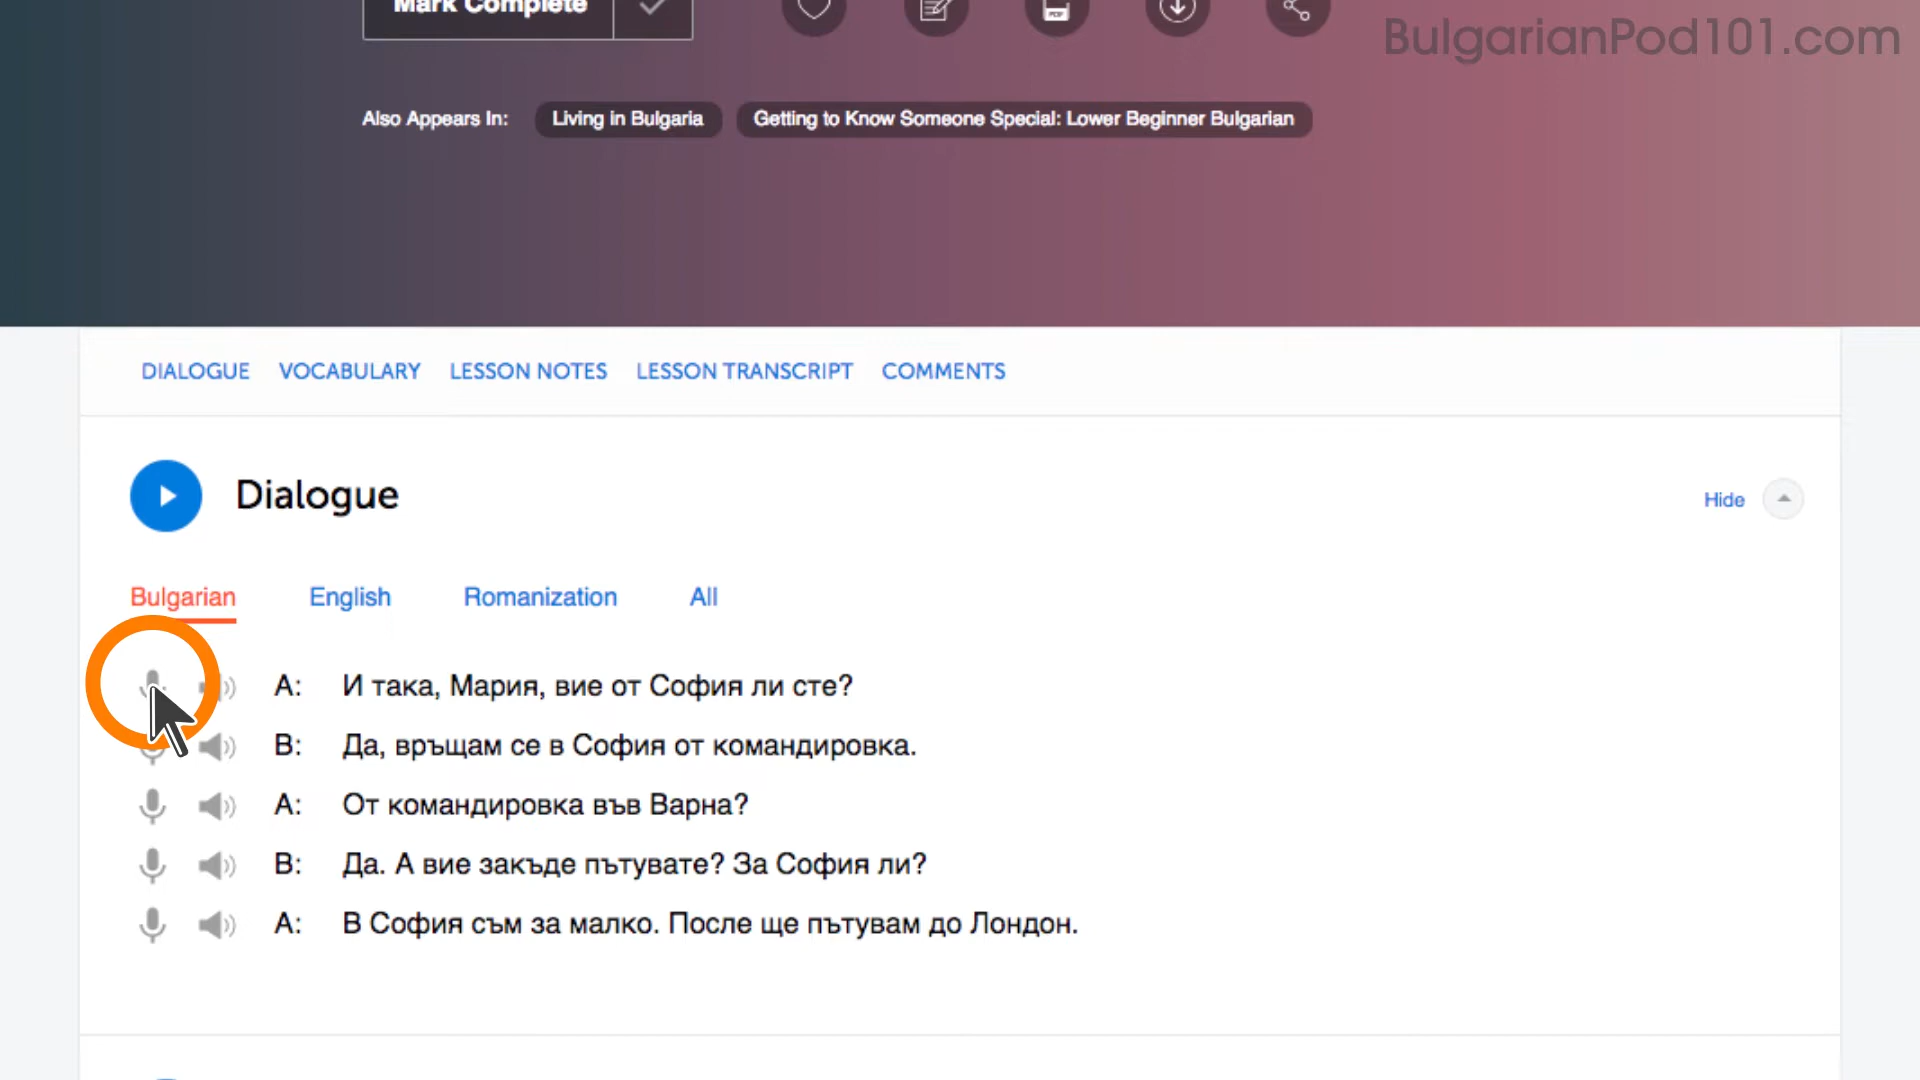 Mark Complete
BulgarianPod101.com
Also Appears In: Living in Bulgaria Getting to Know Someone Special: Lower Beginner Bulgarian
DIALOGUE VOCABULARY LESSON NOTES LESSON TRANSCRIPT COMMENTS
Dialogue
Hide
Bulgarian English Romanization All
A: И така, Мария, вие от София ли сте?
B: Да, връщам се в София от командировка.
A: От командировка във Варна?
B: Да. А вие закъде пътувате? За София ли?
A: В София съм за малко. После ще пътувам до Лондон.